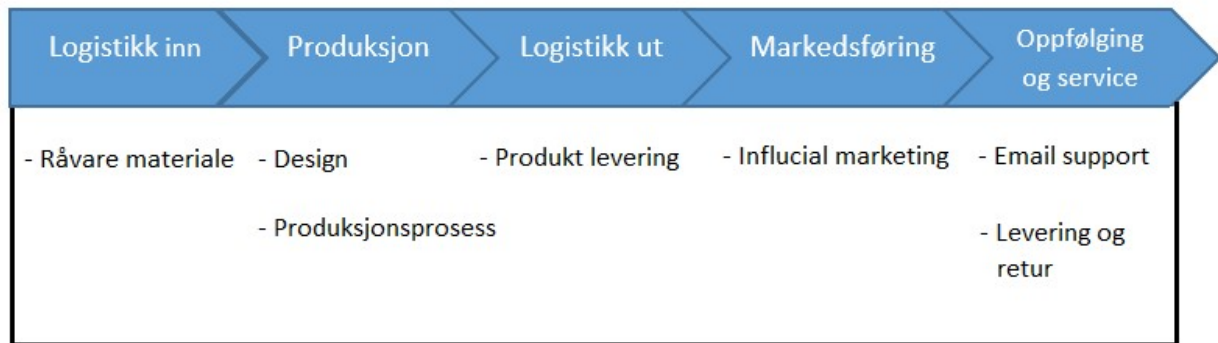 Logistikk inn
Produksjon
Logistikk ut
Markedsføring
Oppfølging
og service
- Råvare materiale
- Design
- Produksjonsprosess
- Produkt levering
- Influcial marketing
- Email support
- Levering og
retur